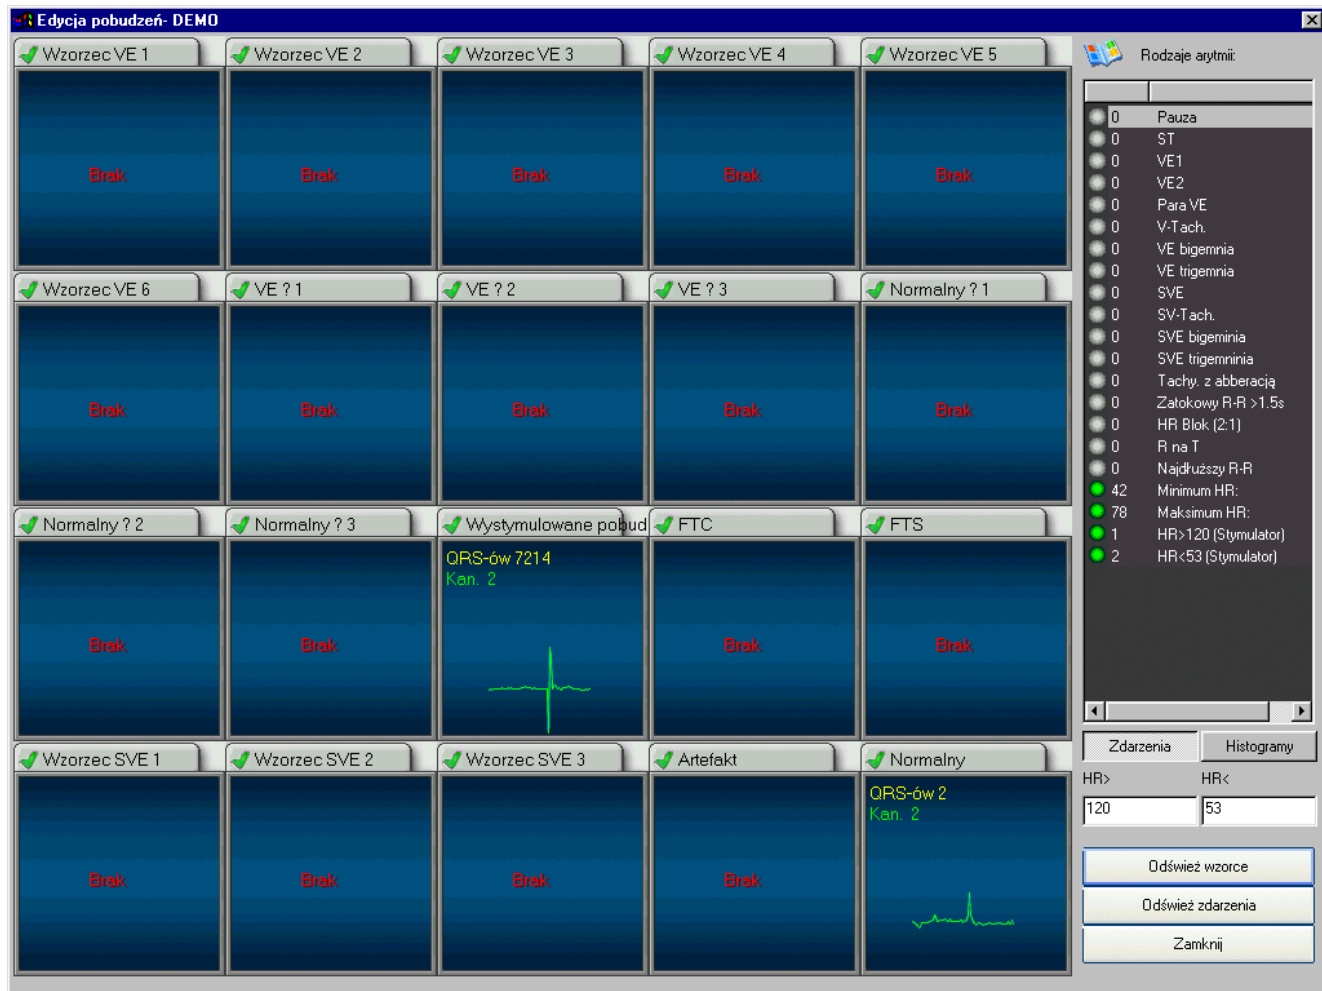 Edycja pobudzeń- DEMO
Wzorzec VE 1
Wzorzec VE 2
Wzorzec VE 3
Wzorzec VE 4
Wzorzec VE 5
Brak
Brak
Brak
Brak
Brak
Wzorzec VE 6
VE ? 1
VE ? 2
VE ? 3
Normalny ? 1
Brak
Brak
Brak
Brak
Brak
Normalny ? 2
Normalny ? 3
Wystymulowane pobud
FTC
FTS
QRS-ów 7214
Kan. 2
Brak
Brak
Brak
Brak
Wzorzec SVE 1
Wzorzec SVE 2
Wzorzec SVE 3
Artefakt
Normalny
QRS-ów 2
Kan. 2
Brak
Brak
Brak
Brak
Rodzaje arytmii:
0 Pauza
0 ST
0 VE1
0 VE2
0 Para VE
0 V-Tach.
0 VE bigemnia
0 VE trigemnia
0 SVE
0 SV-Tach.
0 SVE bigeminia
0 SVE trigemninia
0 Tachy. z abberacją
0 Zatokowy R-R >1.5s
0 HR Blok (2:1)
0 R na T
0 Najdłuższy R-R
42 Minimum HR:
78 Maksimum HR:
1 HR>120 (Stymulator)
2 HR<53 (Stymulator)
Zdarzenia
Histogramy
HR>
HR<
120
53
Odśwież wzorce
Odśwież zdarzenia
Zamknij